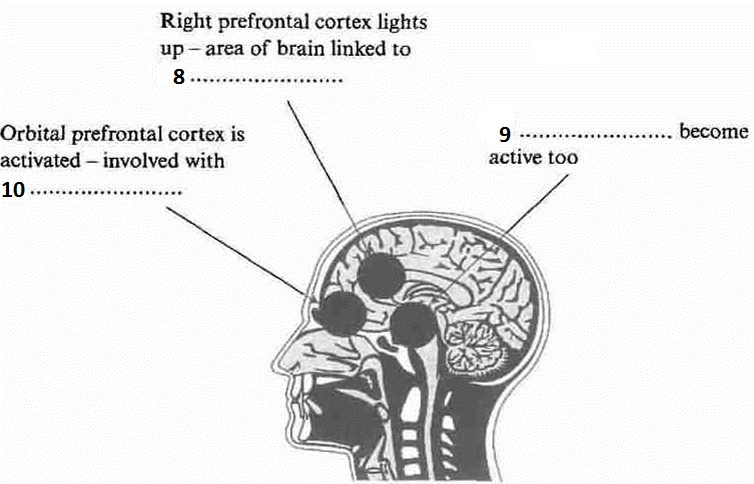 Right prefrontal cortex lights
up – area of brain linked to
8 ........................
Orbital prefrontal cortex is
activated – involved with
10 ........................
9 ........................ become
active too